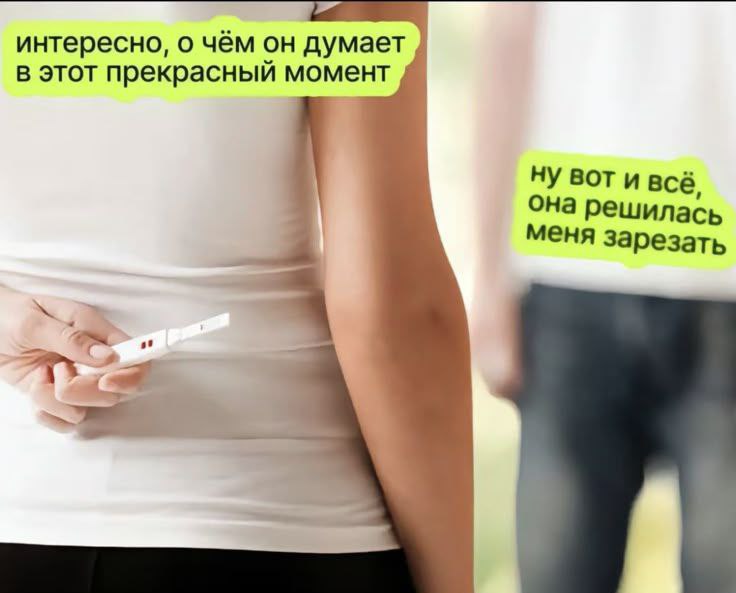 интересно, о чём он думает
в этот прекрасный момент
ну вот и всё,
она решилась
меня зарезать